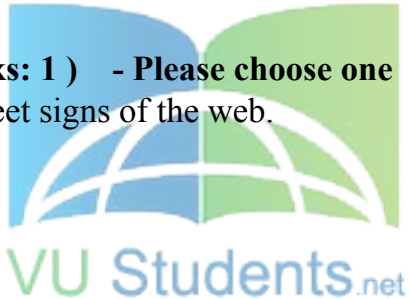 ks: 1 ) - Please choose one
eet signs of the web.
VU Students.net